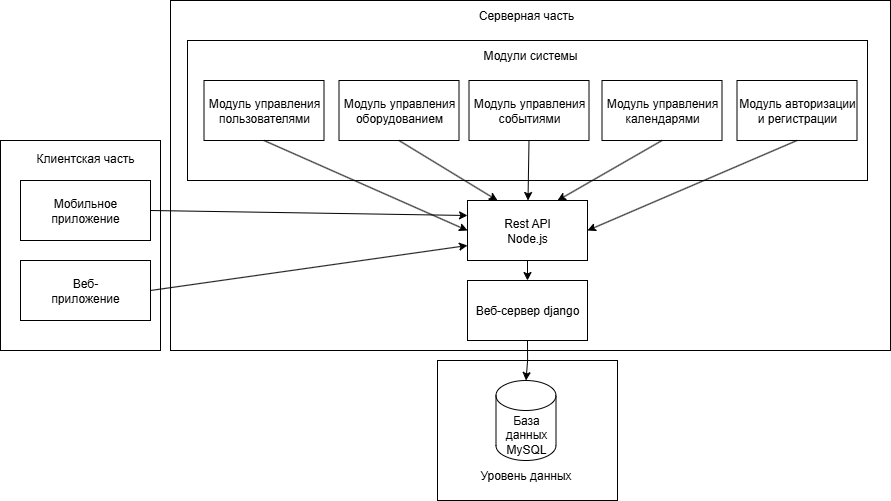 Серверная часть
Модули системы
Модуль управления
пользователями
Модуль управления
оборудованием
Модуль управления
событиями
Модуль управления
календарями
Модуль авторизации
и регистрации
Клиентская часть
Мобильное
приложение
Веб-
приложение
Rest API
Node.js
Веб-сервер django
База
данных
MySQL
Уровень данных